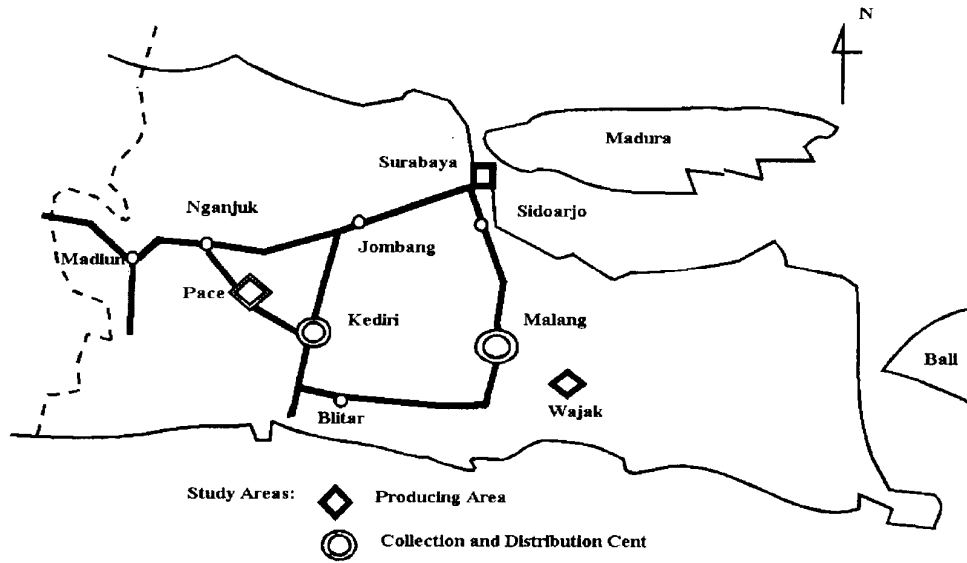 N
Madura
Surabaya
Sidoarjo
Nganjuk
Jombang
Madiun
Pace
Kediri
Malang
Bali
Wajak
Blitar
Study Areas:
Producing Area
Collection and Distribution Cent